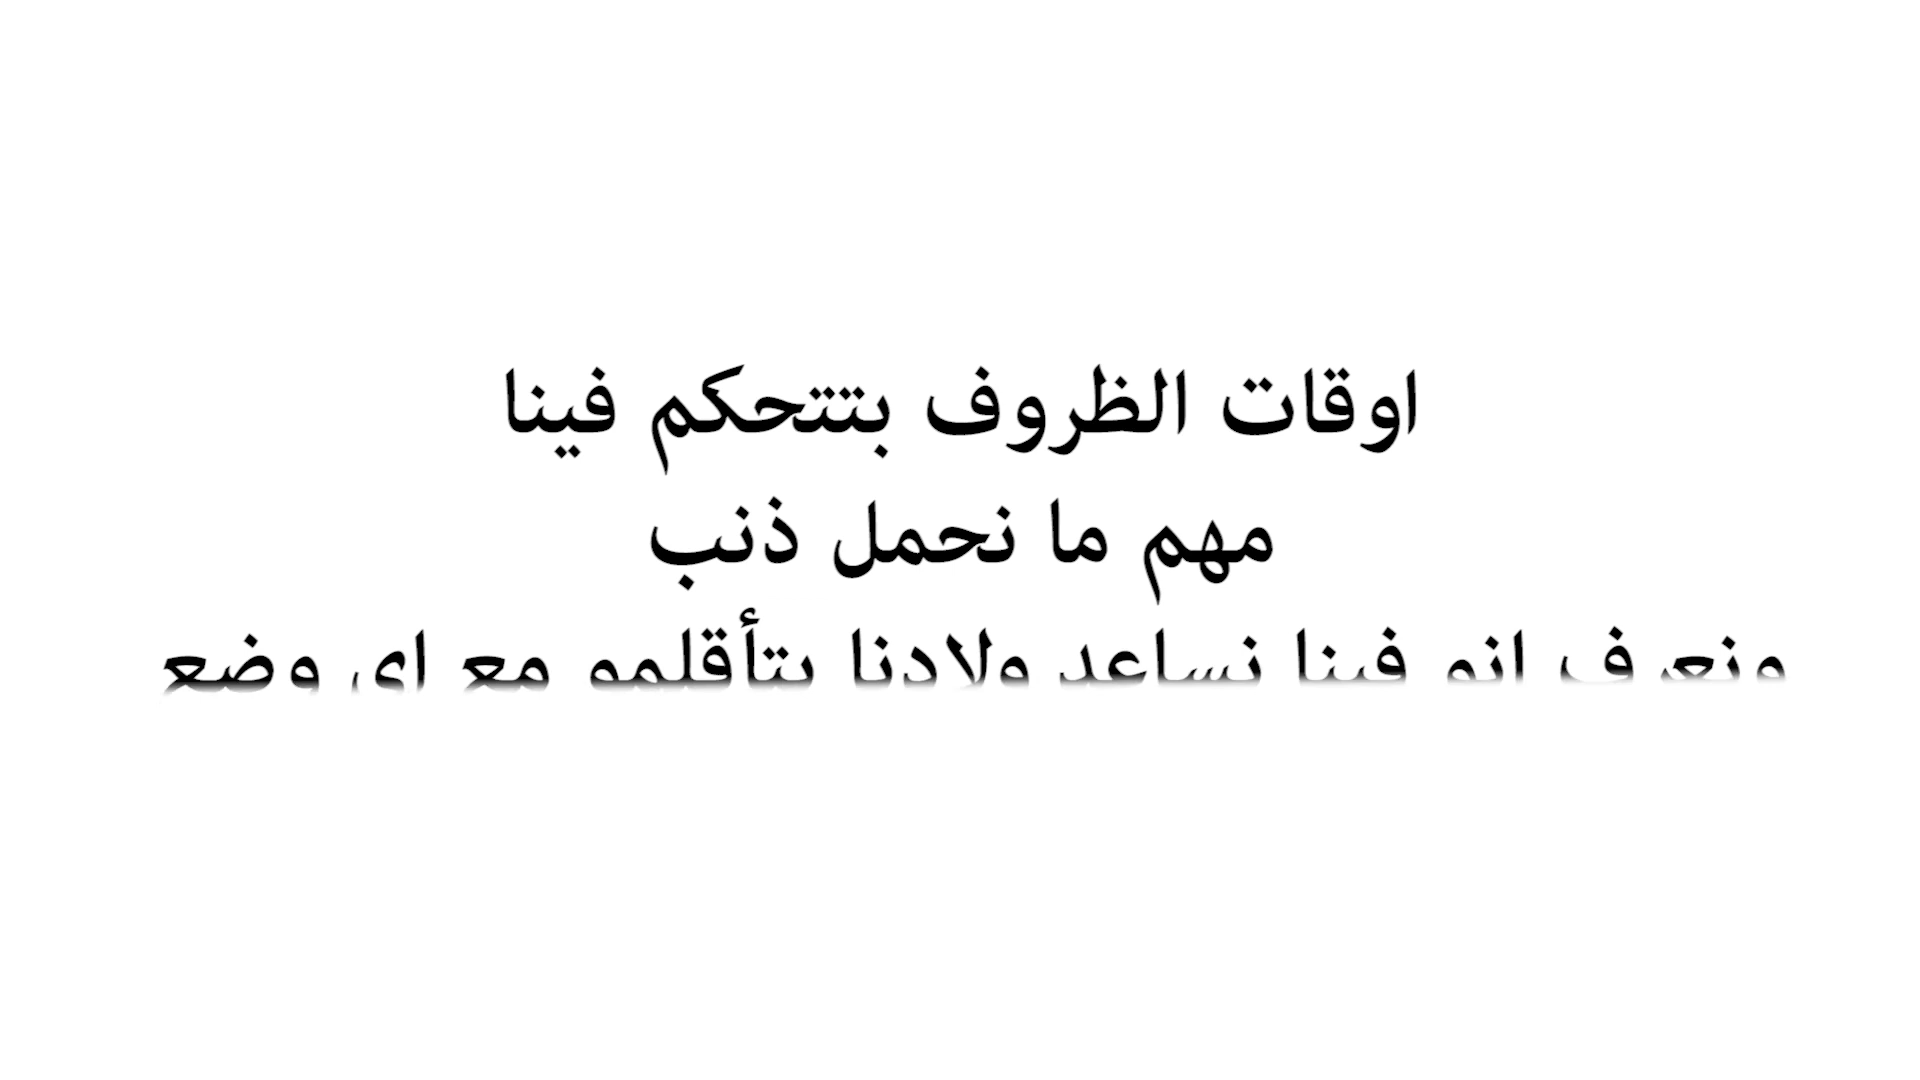 اوقات الظروف بتتحكم فينا
مهم ما نحمل ذنب
ونعرف انو فينا نساعد ولادنا يتأقلمو مع اي وضع